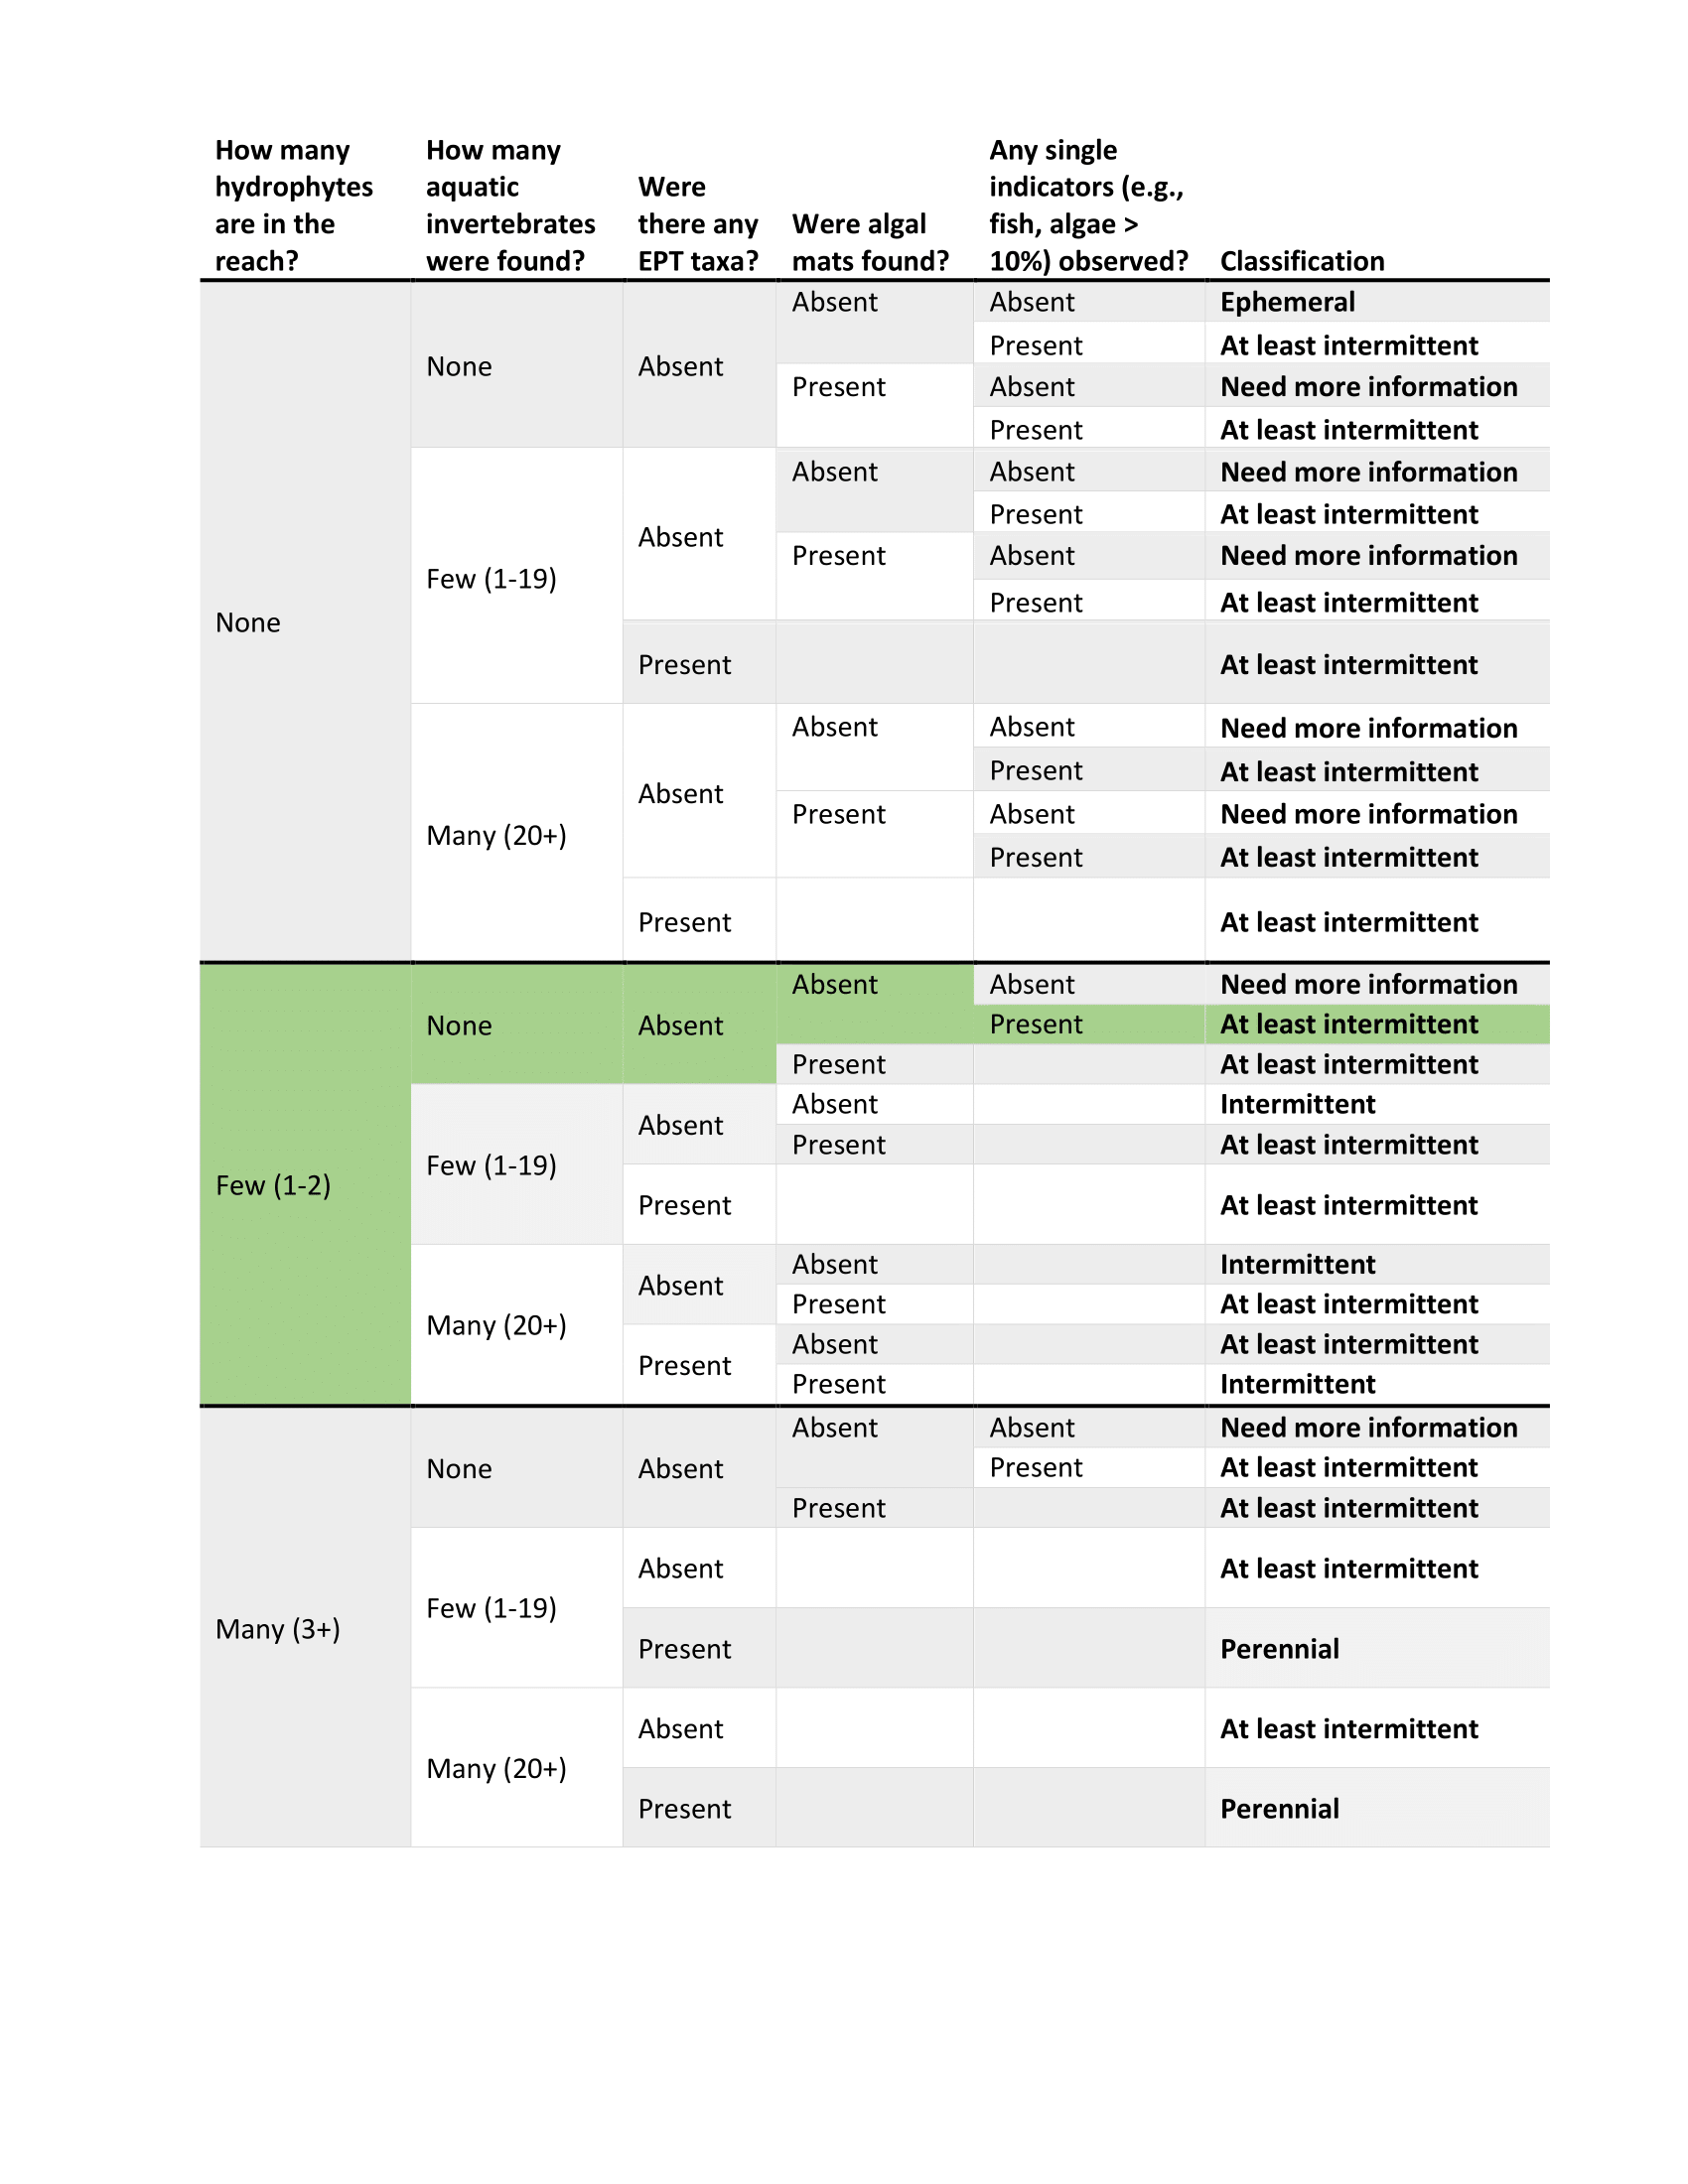 How many
hydrophytes
are in the
reach?
How many
aquatic
invertebrates
were found?
Were
there any
EPT taxa?
Were algal
mats found?
Any single
indicators (e.g.,
fish, algae >
10%) observed?
Classification
None
None
Absent
Absent
Absent
Ephemeral
Present
At least intermittent
Present
Absent
Need more information
Present
At least intermittent
Few (1-19)
Absent
Absent
Absent
Need more information
Present
At least intermittent
Present
Absent
Need more information
Present
At least intermittent
Present
At least intermittent
Many (20+)
Absent
Absent
Absent
Need more information
Present
At least intermittent
Present
Absent
Need more information
Present
At least intermittent
Present
At least intermittent
Few (1-2)
None
Absent
Absent
Absent
Need more information
Present
At least intermittent
Present
At least intermittent
Few (1-19)
Absent
Absent
Intermittent
Present
At least intermittent
Present
At least intermittent
Many (20+)
Absent
Absent
Intermittent
Present
At least intermittent
Present
Absent
At least intermittent
Present
Intermittent
Many (3+)
None
Absent
Absent
Absent
Need more information
Present
At least intermittent
Present
At least intermittent
Few (1-19)
Absent
At least intermittent
Present
Perennial
Many (20+)
Absent
At least intermittent
Present
Perennial